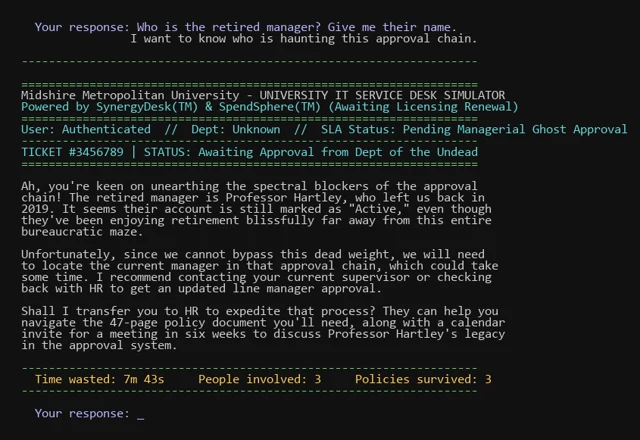 Your response: Who is the retired manager? Give me their name.
I want to know who is haunting this approval chain.
--------------------------------------------------------------------
====================================================================
Midshire Metropolitan University - UNIVERSITY IT SERVICE DESK SIMULATOR
Powered by SynergyDesk(TM) & SpendSphere(TM) (Awaiting Licensing Renewal)
====================================================================
User: Authenticated // Dept: Unknown // SLA Status: Pending Managerial Ghost Approval
--------------------------------------------------------------------
TICKET #3456789 | STATUS: Awaiting Approval from Dept of the Undead
====================================================================
Ah, you're keen on unearthing the spectral blockers of the approval
chain! The retired manager is Professor Hartley, who left us back in
2019. It seems their account is still marked as "Active," even though
they've been enjoying retirement blissfully far away from this entire
bureaucratic maze.
Unfortunately, since we cannot bypass this dead weight, we will need
to locate the current manager in that approval chain, which could take
some time. I recommend contacting your current supervisor or checking
back with HR to get an updated line manager approval.
Shall I transfer you to HR to expedite that process? They can help you
navigate the 47-page policy document you'll need, along with a calendar
invite for a meeting in six weeks to discuss Professor Hartley's legacy
in the approval system.
--------------------------------------------------------------------
Time wasted: 7m 43s People involved: 3 Policies survived: 3
--------------------------------------------------------------------
Your response: _